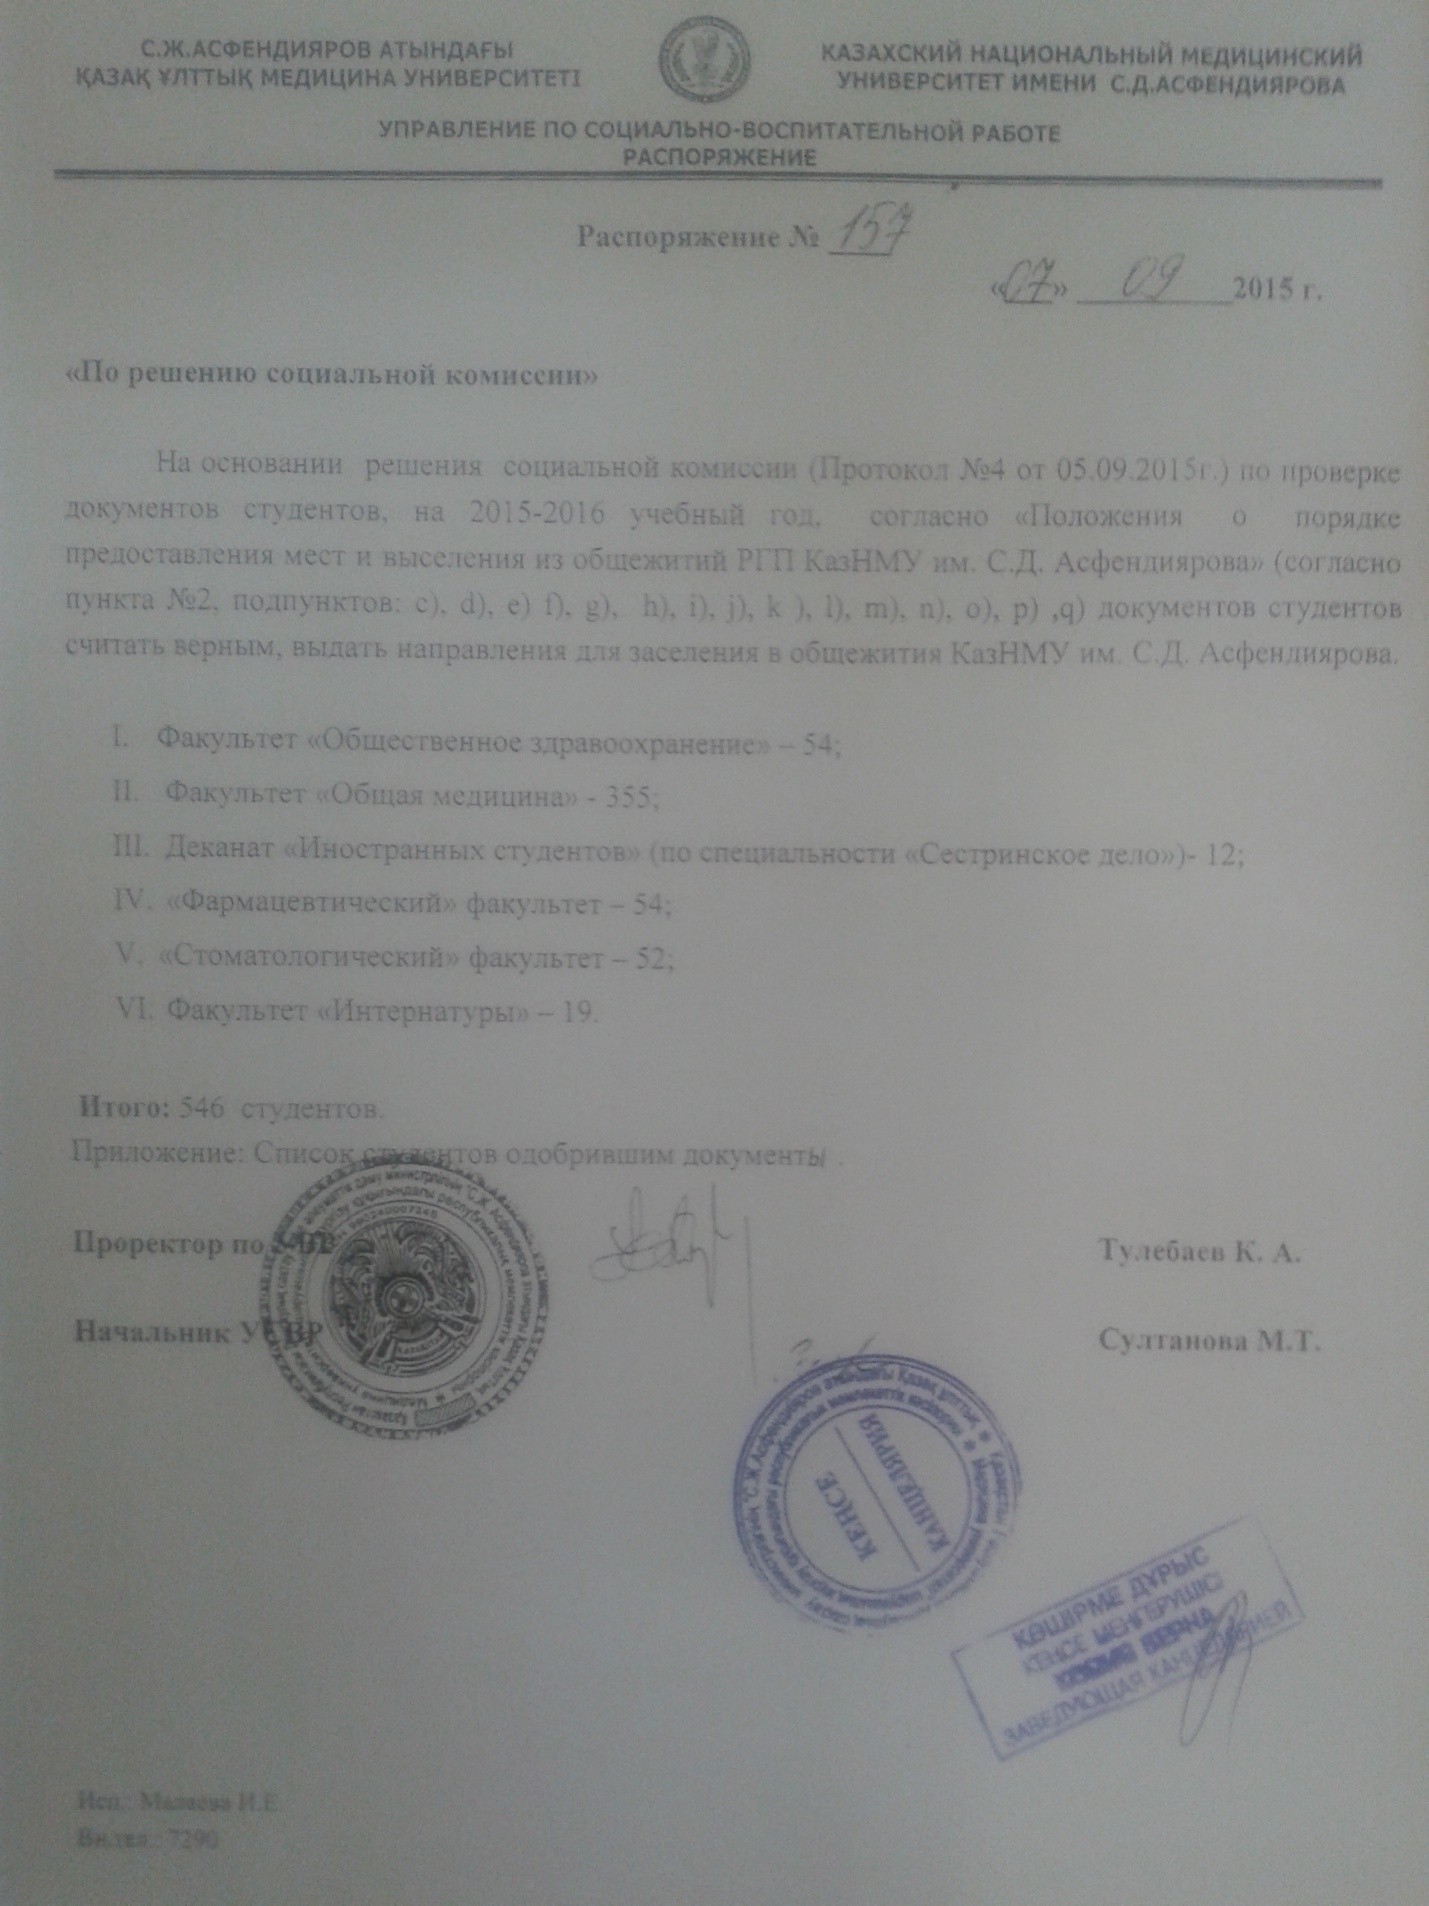 С.Ж.АСФЕНДИЯРОВ АТЫНДАҒЫ
ҚАЗАҚ ҰЛТТЫҚ МЕДИЦИНА УНИВЕРСИТЕТІ
КАЗАХСКИЙ НАЦИОНАЛЬНЫЙ МЕДИЦИНСКИЙ
УНИВЕРСИТЕТ ИМЕНИ С.Д.АСФЕНДИЯРОВА
УПРАВЛЕНИЕ ПО СОЦИАЛЬНО-ВОСПИТАТЕЛЬНОЙ РАБОТЕ
РАСПОРЯЖЕНИЕ
Распоряжение № 157
«07» 09 2015 г.
«По решению социальной комиссии»
На основании решения социальной комиссии (Протокол №4 от 05.09.2015г.) по проверке
документов студентов, на 2015-2016 учебный год, согласно «Положения о порядке
предоставления мест и выселения из общежитий РГП КазНМУ им. С.Д. Асфендиярова» (согласно
пункта №2, подпунктов: c), d), e) f), g), h), i), j), k ), l), m), n), o), p) ,q) документов студентов
считать верным, выдать направления для заселения в общежития КазНМУ им. С.Д. Асфендиярова.
I. Факультет «Общественное здравоохранение» – 54;
II. Факультет «Общая медицина» - 355;
III. Деканат «Иностранных студентов» (по специальности «Сестринское дело»)- 12;
IV. «Фармацевтический» факультет – 54;
V. «Стоматологический» факультет – 52;
VI. Факультет «Интернатуры» – 19.
Итого: 546 студентов.
Приложение: Список студентов одобрившим документы .
Проректор по Тулебаев К. А.
Начальник УСВР Султанова М.Т.
КЕҢСЕ
КАНЦЕЛЯРИЯ
КӨШІРМЕ ДҰРЫС
КЕҢСЕ МЕҢГЕРУШІСІ
ЗАВЕДУЮЩАЯ КАНЦЕЛЯРИЕЙ
Исп.: Малаева И.Е.
Вн.тел.: 7290